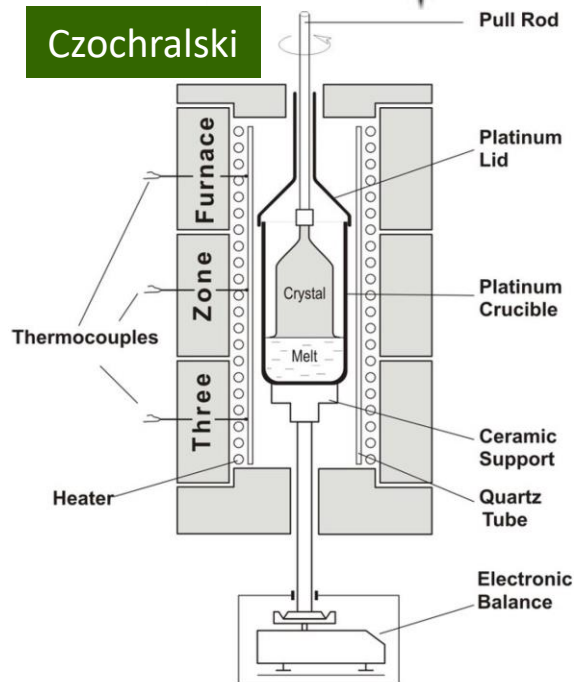 Czochralski
Pull Rod
Platinum
Lid
Furnace
Zone
Three
Crystal
Melt
Platinum
Crucible
Thermocouples
Ceramic
Support
Heater
Quartz
Tube
Electronic
Balance